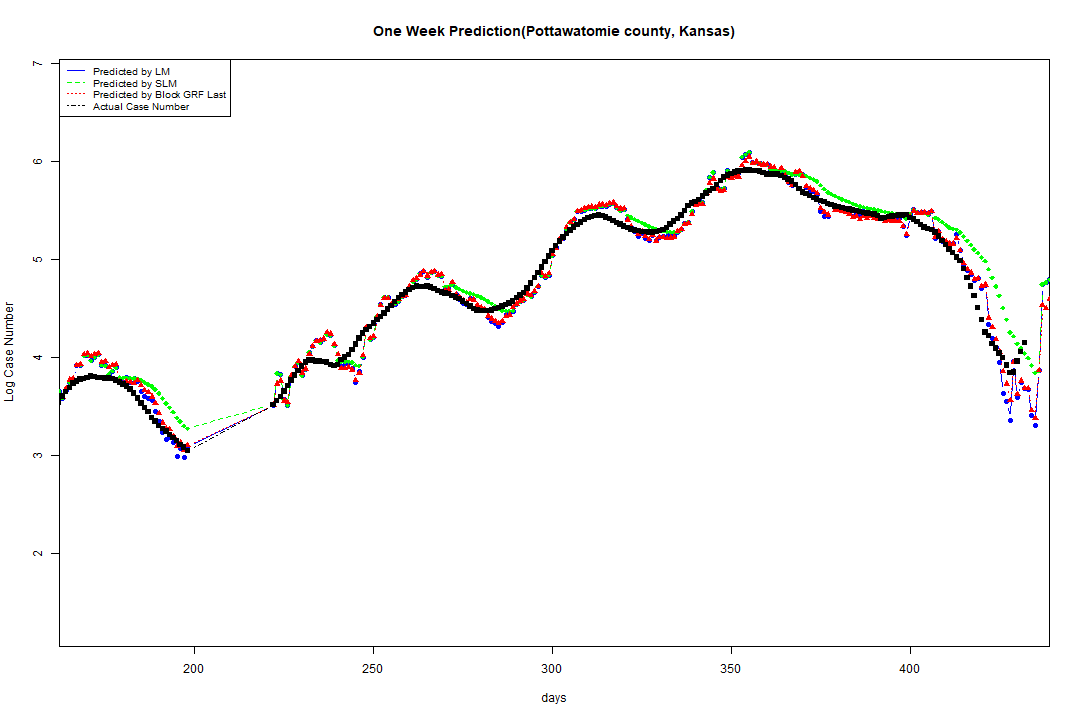 One Week Prediction(Pottawatomie county, Kansas)
Predicted by LM
Predicted by SLM
Predicted by Block GRF Last
Actual Case Number
7
6
5
4
3
2
Log Case Number
200 250 300 350 400
days